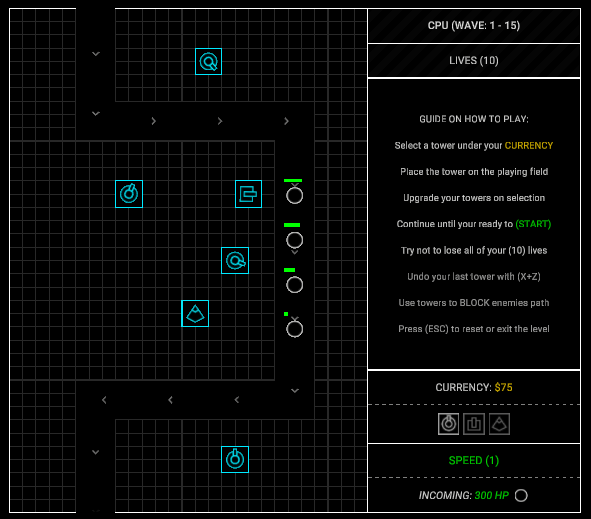 CPU (WAVE: 1 - 15)
LIVES (10)
GUIDE ON HOW TO PLAY:
Select a tower under your CURRENCY
Place the tower on the playing field
Upgrade your towers on selection
Continue until your ready to (START)
Try not to lose all of your (10) lives
Undo your last tower with (X+Z)
Use towers to BLOCK enemies path
Press (ESC) to reset or exit the level
CURRENCY: $75
SPEED (1)
INCOMING: 300 HP